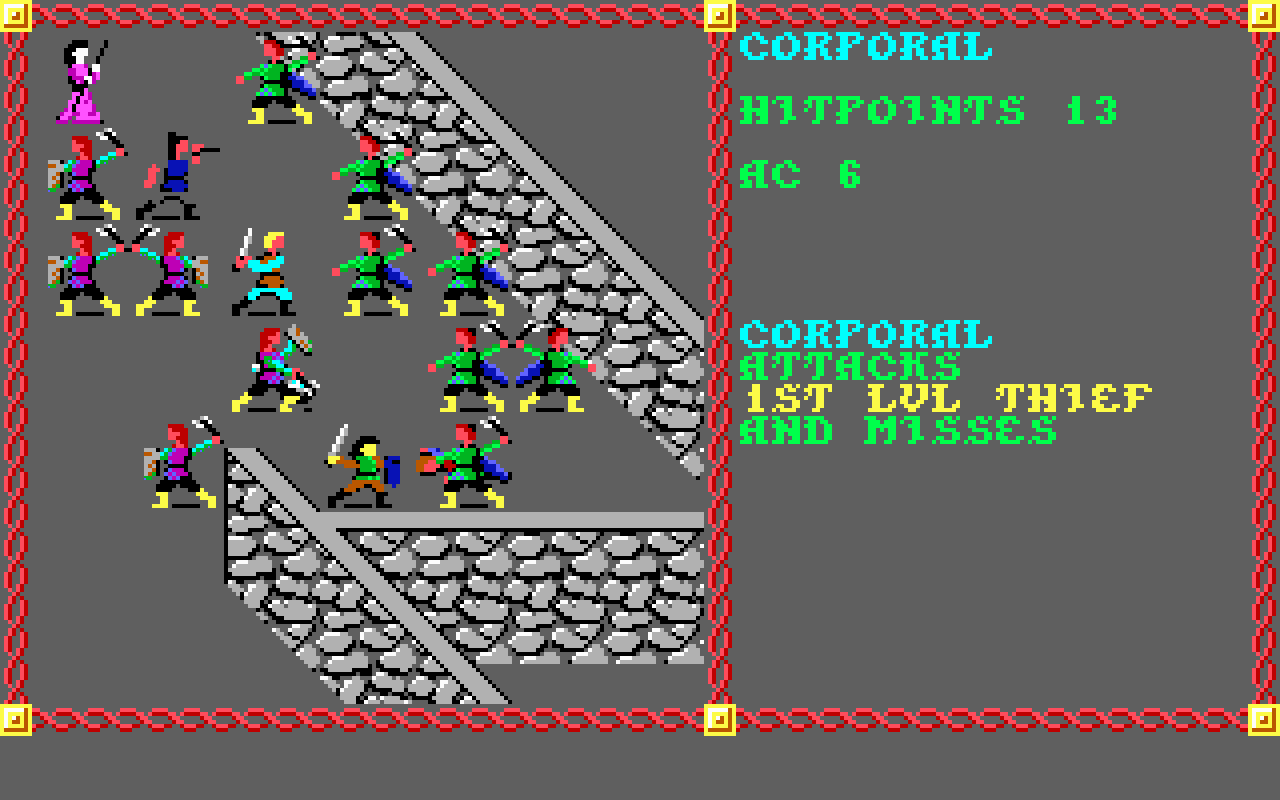 CORPORAL
HITPOINTS 13
AC 6
CORPORAL
ATTACKS
1ST LVL THIEF
AND MISSES